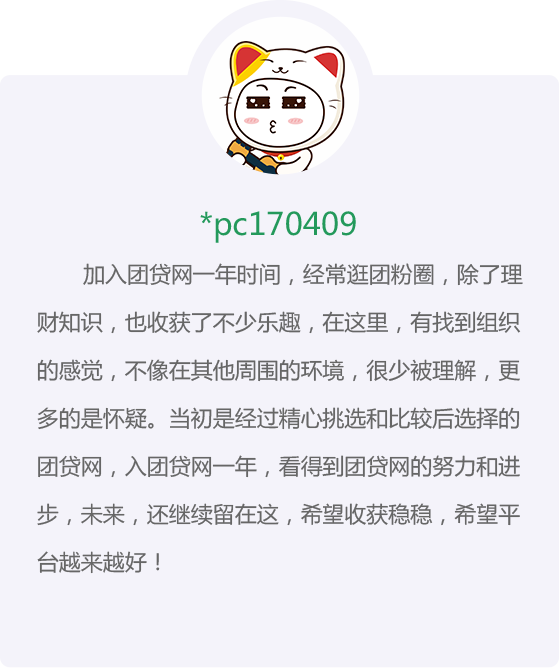 *pc170409
加入团贷网一年时间，经常逛团粉圈，除了理
财知识，也收获了不少乐趣，在这里，有找到组织
的感觉，不像在其他周围的环境，很少被理解，更
多的是怀疑。当初是经过精心挑选和比较后选择的
团贷网，入团贷网一年，看得到团贷网的努力和进
步，未来，还继续留在这，希望收获稳稳，希望平
台越来越好！